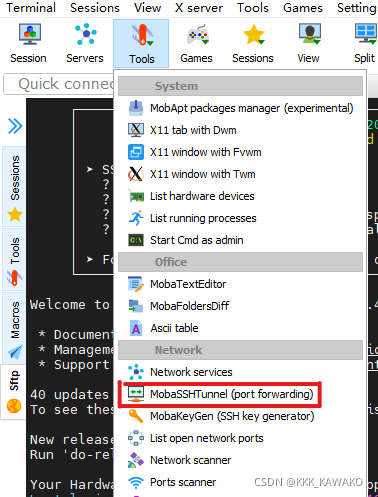 Terminal Sessions View X server Tools Games Settings
Session Servers Tools Games Sessions View Split
Quick connec
System
MobApt packages manager (experimental)
X11 tab with Dwm
X11 window with Fvwm
X11 window with Twm
List hardware devices
List running processes
Start Cmd as admin
Office
MobaTextEditor
MobaFoldersDiff
Ascii table
Network
Network services
MobaSSHTunnel (port forwarding)
MobaKeyGen (SSH key generator)
List open network ports
Network scanner
Ports scanner
Sessions
Tools
Macros
Sftp
➤ SS
?
?
?
?
➤ Fo
Welcome to
* Document
* Manageme
* Support
40 updates
To see thes
New release
Run 'do-rel
Your Hardwa
CSDN @KKK_KAWAKO